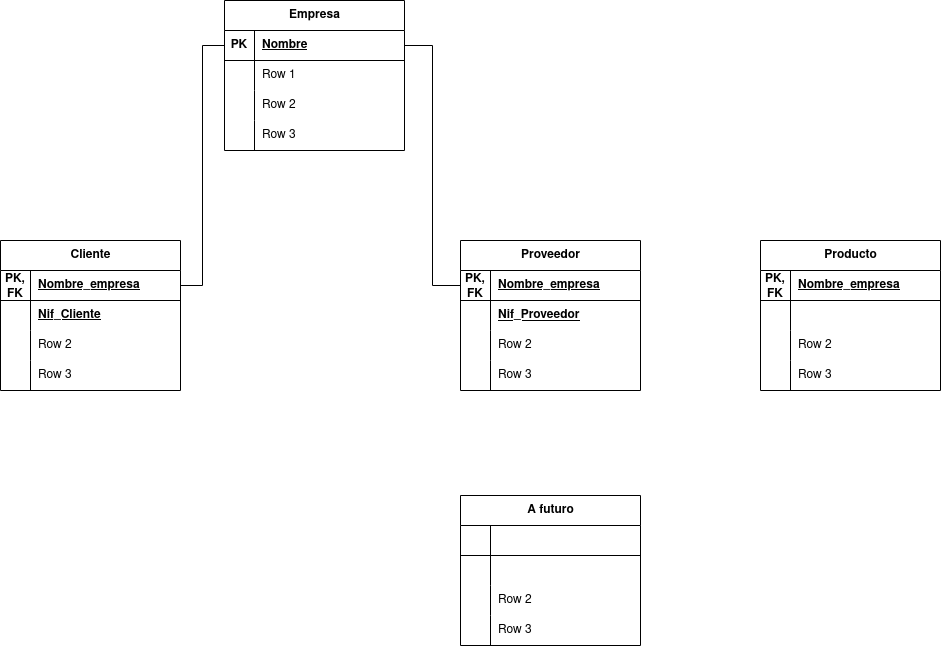 Empresa
PK Nombre
Row 1
Row 2
Row 3
Cliente
PK,
FK Nombre_empresa
Nif_Cliente
Row 2
Row 3
Proveedor
PK,
FK Nombre_empresa
Nif_Proveedor
Row 2
Row 3
Producto
PK,
FK Nombre_empresa
Row 2
Row 3
A futuro
Row 2
Row 3